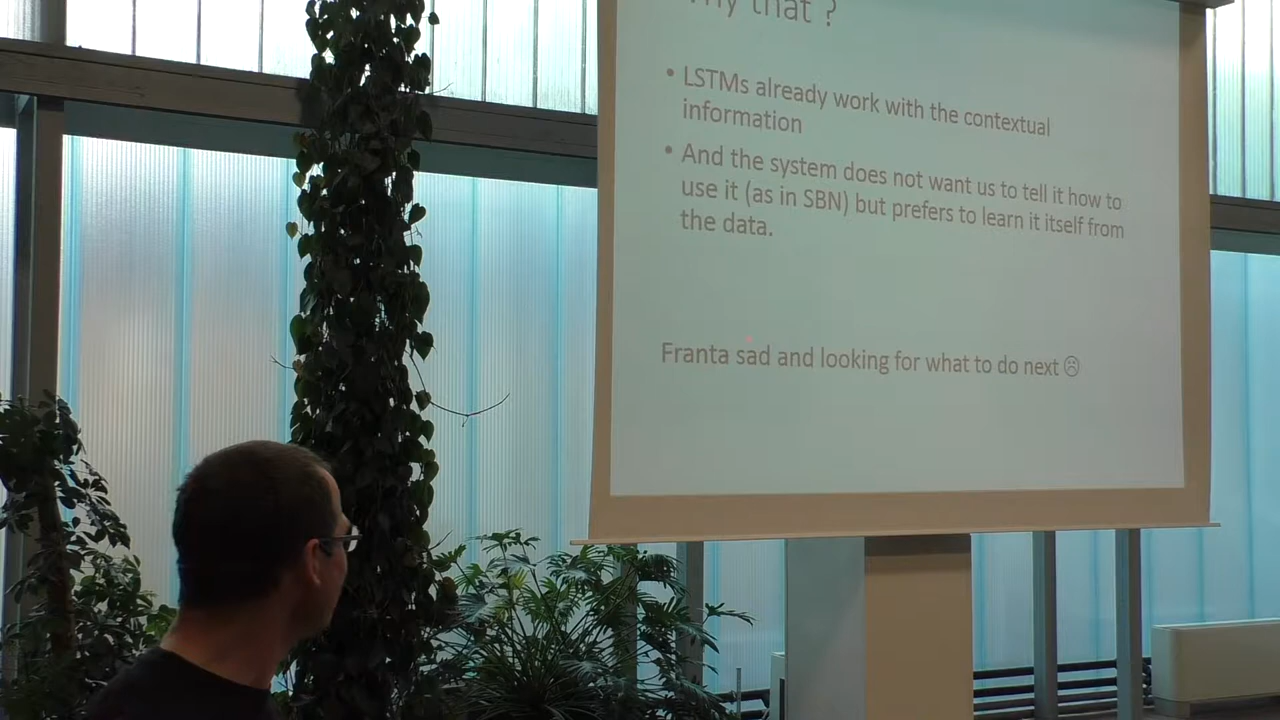 Why that ?
• LSTMs already work with the contextual
information
• And the system does not want us to tell it how to
use it (as in SBN) but prefers to learn it itself from
the data.
Franta sad and looking for what to do next ☹